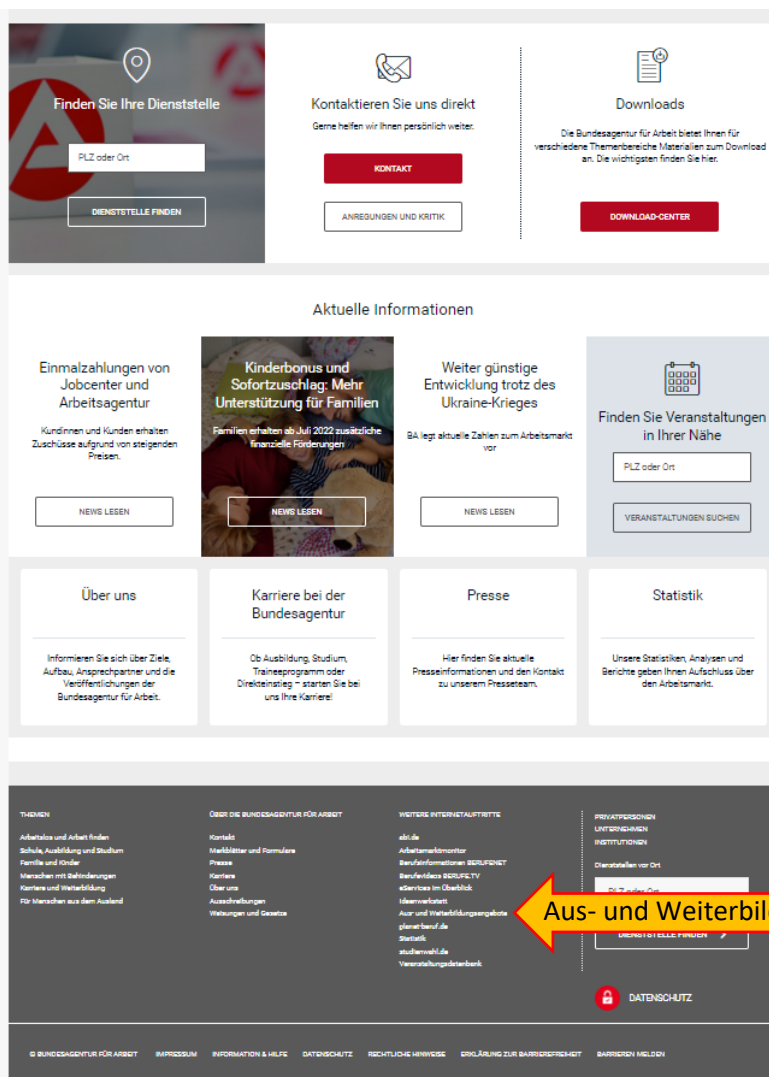 Finden Sie Ihre Dienststelle
PLZ oder Ort
DIENSTSTELLE FINDEN
Kontaktieren Sie uns direkt
Gerne helfen wir Ihnen persönlich weiter.
KONTAKT
ANREGUNGEN UND KRITIK
Downloads
Die Bundesagentur für Arbeit bietet Ihnen für
verschiedene Themenbereiche Materialien zum Download
an. Die wichtigsten finden Sie hier.
DOWNLOAD-CENTER
Aktuelle Informationen
Einmalzahlungen von
Jobcenter und
Arbeitsagentur
Kundinnen und Kunden erhalten
Zuschüsse aufgrund von steigenden
Preisen.
NEWS LESEN
Kinderbonus und
Sofortzuschlag: Mehr
Unterstützung für Familien
Familien erhalten ab Juli 2022 zusätzliche
finanzielle Förderungen
NEWS LESEN
Weiter günstige
Entwicklung trotz des
Ukraine-Krieges
BA legt aktuelle Zahlen zum Arbeitsmarkt
vor
NEWS LESEN
Finden Sie Veranstaltungen
in Ihrer Nähe
PLZ oder Ort
VERANSTALTUNGEN SUCHEN
Über uns
Informieren Sie sich über Ziele,
Aufbau, Ansprechpartner und die
Veröffentlichungen der
Bundesagentur für Arbeit.
Karriere bei der
Bundesagentur
Ob Ausbildung, Studium,
Traineeprogramm oder
Direkteinstieg – starten Sie bei
uns Ihre Karriere!
Presse
Hier finden Sie aktuelle
Presseinformationen und den Kontakt
zu unserem Presseteam.
Statistik
Unsere Statistiken, Analysen und
Berichte geben Ihnen Aufschluss über
den Arbeitsmarkt.
THEMEN
Arbeitslos und Arbeit finden
Schule, Ausbildung und Studium
Familie und Kinder
Menschen mit Behinderungen
Karriere und Weiterbildung
Für Menschen aus dem Ausland
ÜBER DIE BUNDESAGENTUR FÜR ARBEIT
Kontakt
Merkblätter und Formulare
Presse
Karriere
Über uns
Ausschreibungen
Weisungen und Gesetze
WEITERE INTERNETAUFTRITTE
abi.de
Arbeitsmarktmonitor
Berufsinformationen BERUFENET
Berufevideos BERUFE.TV
eServices im Überblick
Ideenwerkstatt
Aus- und Weiterbildungsangebote
planet-beruf.de
Statistik
studienwahl.de
Veranstaltungsdatenbank
PRIVATPERSONEN
UNTERNEHMEN
INSTITUTIONEN
Dienststellen vor Ort
PLZ oder Ort
Aus- und Weiterbil
DIENSTSTELLE FINDEN
DATENSCHUTZ
© BUNDESAGENTUR FÜR ARBEIT IMPRESSUM INFORMATION & HILFE DATENSCHUTZ RECHTLICHE HINWEISE ERKLÄRUNG ZUR BARRIEREFREIHEIT BARRIEREN MELDEN